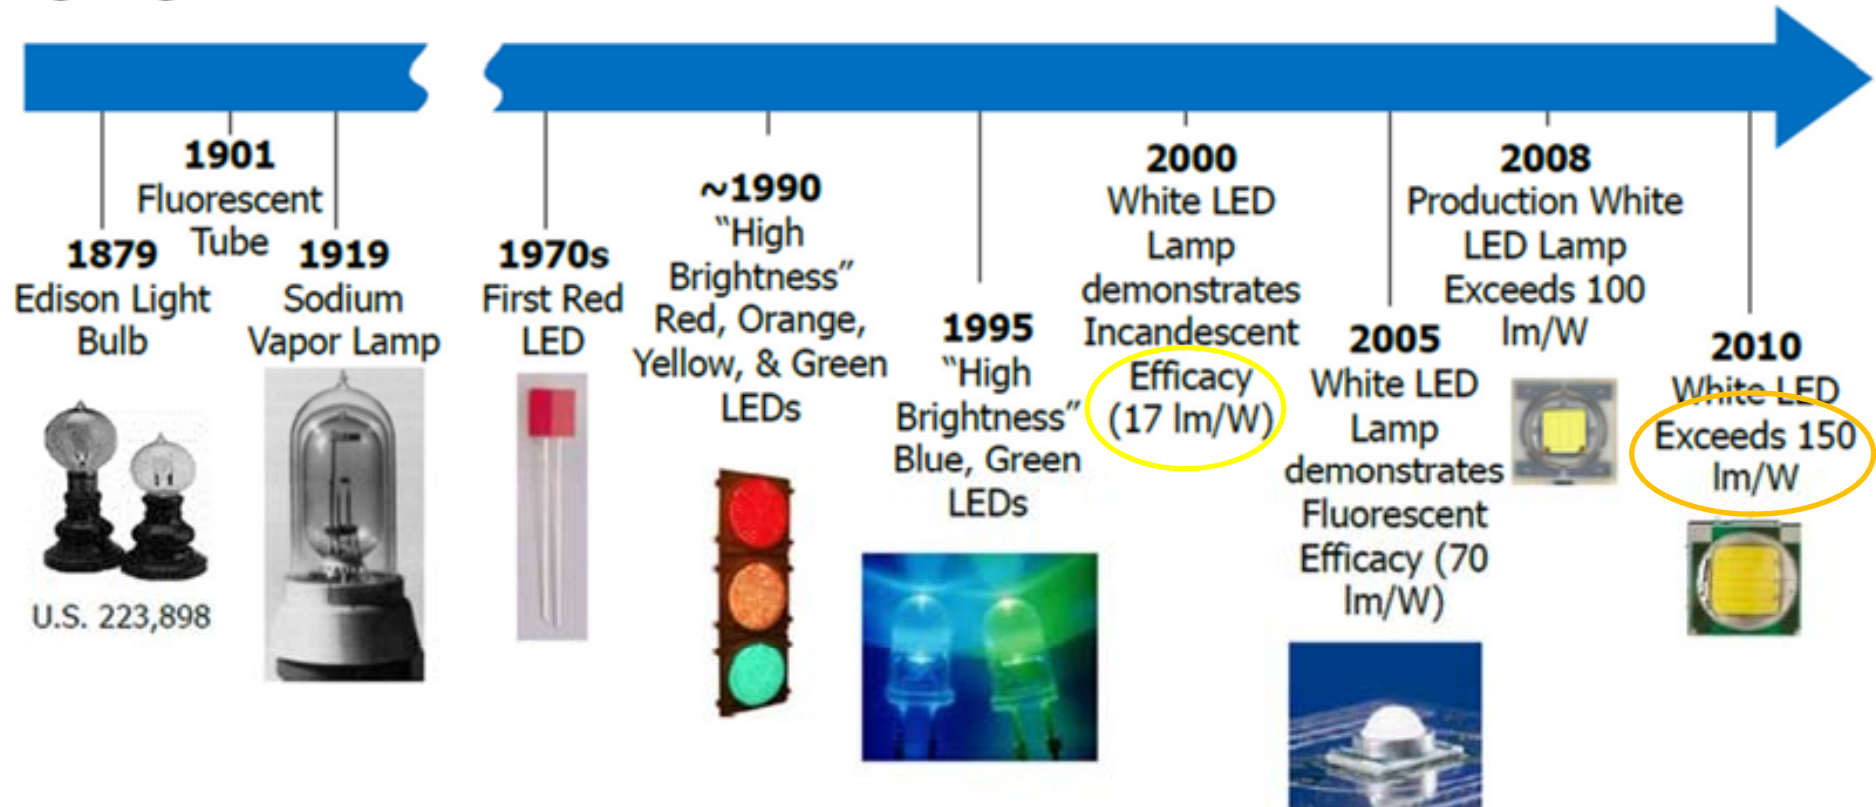 1879
Edison Light
Bulb
U.S. 223,898
1901
Fluorescent
Tube
1919
Sodium
Vapor Lamp
1970s
First Red
LED
~1990
“High
Brightness”
Red, Orange,
Yellow, & Green
LEDs
1995
“High
Brightness”
Blue, Green
LEDs
2000
White LED
Lamp
demonstrates
Incandescent
Efficacy
(17 lm/W)
2005
White LED
Lamp
demonstrates
Fluorescent
Efficacy (70
lm/W)
2008
Production White
LED Lamp
Exceeds 100
lm/W
2010
White LED
Exceeds 150
lm/W